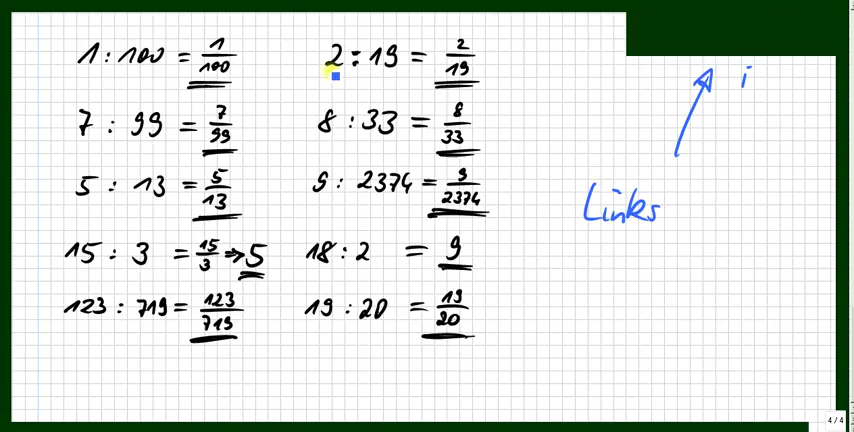 1 : 100 = 1/100
2 : 19 = 2/19
i
7 : 99 = 7/99
8 : 33 = 8/33
5 : 13 = 5/13
9 : 2374 = 9/2374
Links
15 : 3 = 15/3 → 5
18 : 2 = 9
123 : 719 = 123/719
19 : 20 = 19/20
4 / 4